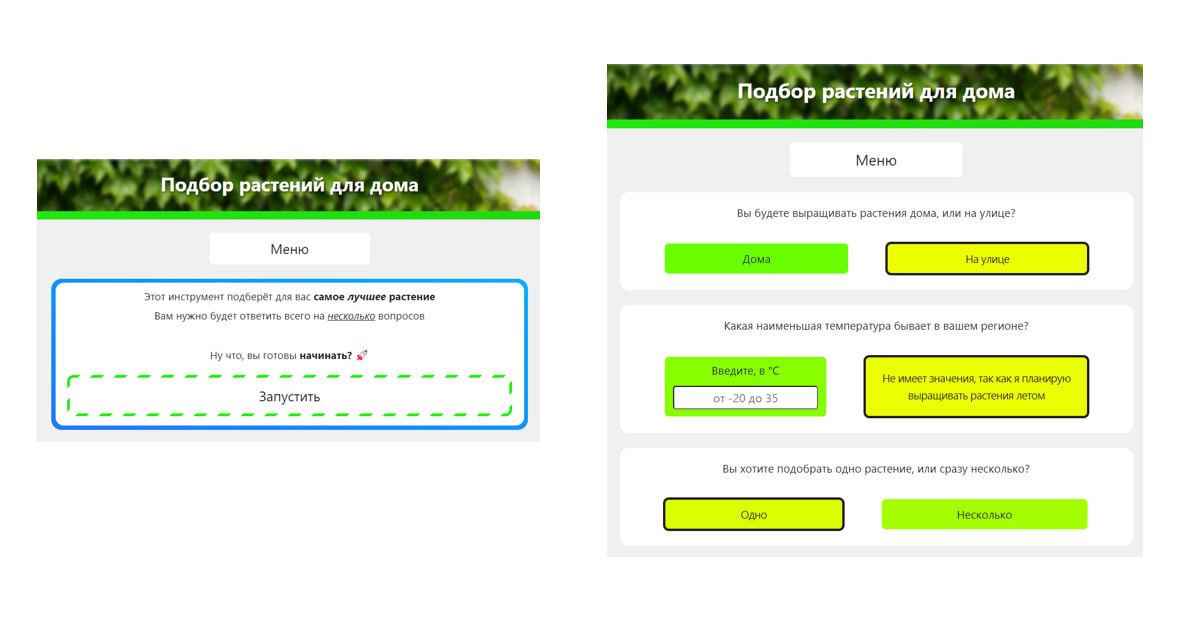 Подбор растений для дома
Меню
Этот инструмент подберёт для вас самое лучшее растение
Вам нужно будет ответить всего на несколько вопросов
Ну что, вы готовы начинать? 🚀
Запустить
Подбор растений для дома
Меню
Вы будете выращивать растения дома, или на улице?
Дома
На улице
Какая наименьшая температура бывает в вашем регионе?
Введите, в °C
от -20 до 35
Не имеет значения, так как я планирую
выращивать растения летом
Вы хотите подобрать одно растение, или сразу несколько?
Одно
Несколько